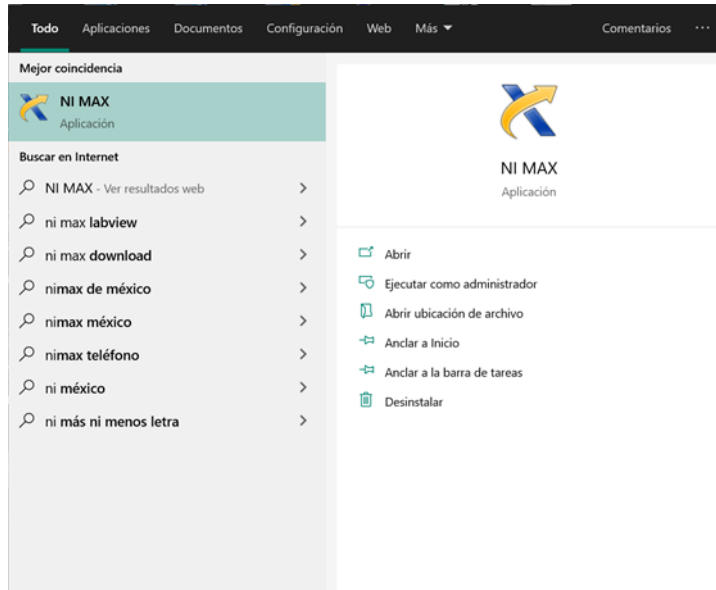 Todo Aplicaciones Documentos Configuración Web Más Comentarios ...
Mejor coincidencia
NI MAX
Aplicación
Buscar en Internet
NI MAX - Ver resultados web
ni max labview
ni max download
nimax de méxico
nimax méxico
nimax teléfono
ni méxico
ni más ni menos letra
NI MAX
Aplicación
Abrir
Ejecutar como administrador
Abrir ubicación de archivo
Anclar a Inicio
Anclar a la barra de tareas
Desinstalar